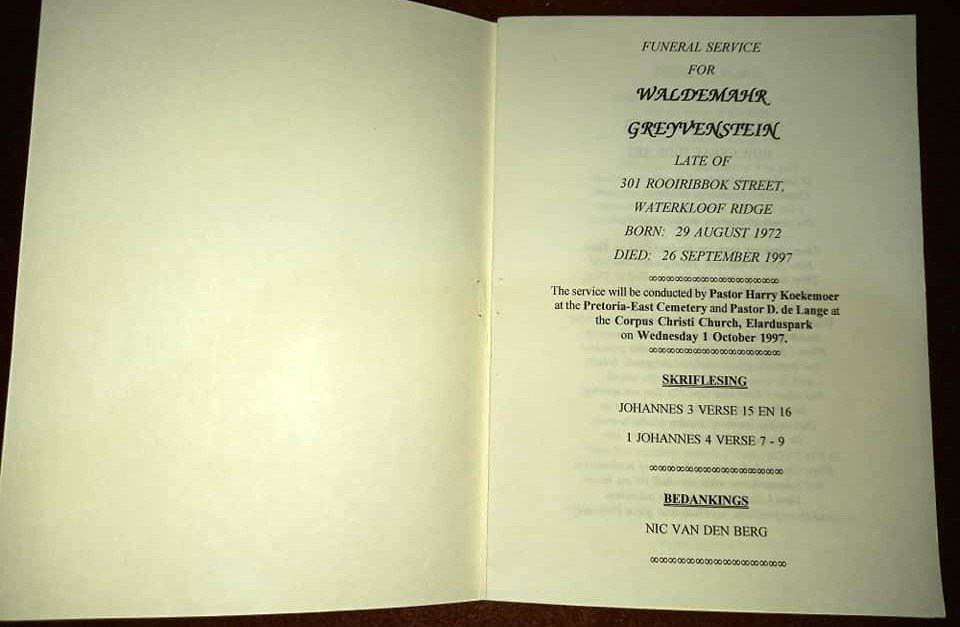 FUNERAL SERVICE
FOR
WALDEMAHR
GREYVENSTEIN
LATE OF
301 ROOIRIBBOK STREET,
WATERKLOOF RIDGE
BORN: 29 AUGUST 1972
DIED: 26 SEPTEMBER 1997
The service will be conducted by Pastor Harry Koekemoer
at the Pretoria-East Cemetery and Pastor D. de Lange at
the Corpus Christi Church, Elarduspark
on Wednesday 1 October 1997.
SKRIFLESING
JOHANNES 3 VERSE 15 EN 16
1 JOHANNES 4 VERSE 7 - 9
BEDANKINGS
NIC VAN DEN BERG